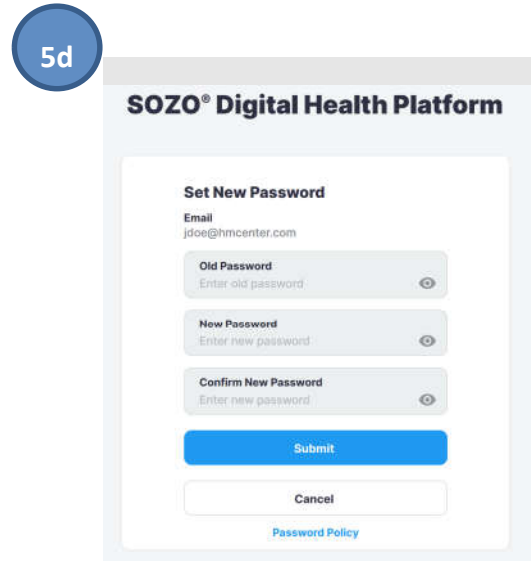 5d
SOZO® Digital Health Platform
Set New Password
Email
jdoe@hmcenter.com
Old Password
Enter old password
New Password
Enter new password
Confirm New Password
Enter new password
Submit
Cancel
Password Policy